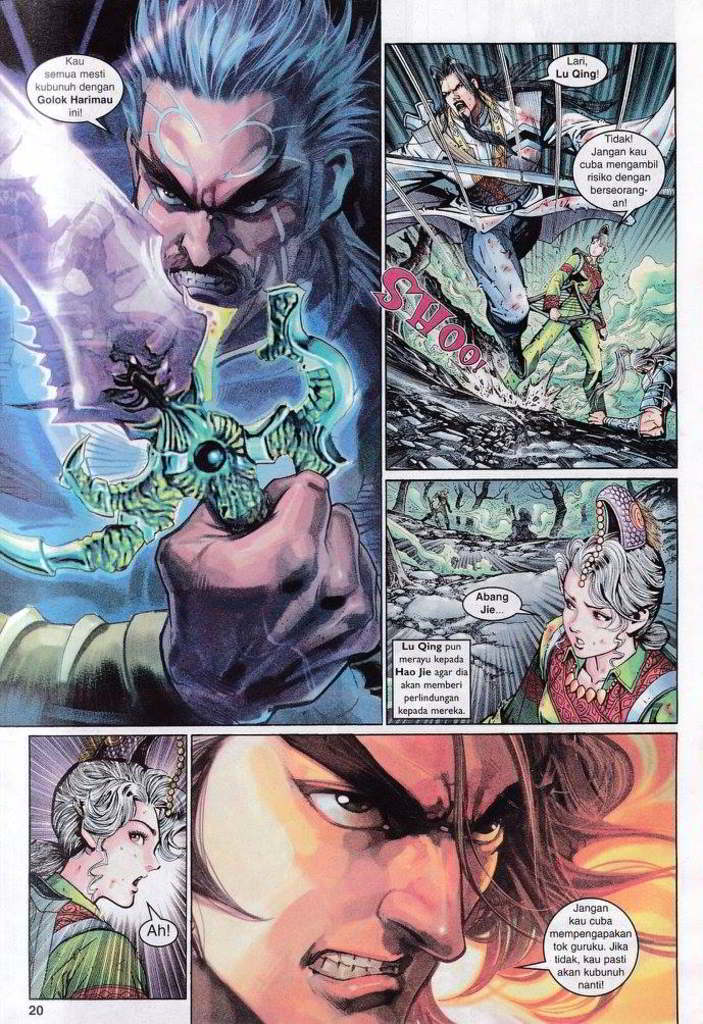 Kau
semua mesti
kubunuh dengan
Golok Harimau
ini!
Lari,
Lu Qing!
Tidak!
Jangan kau
cuba mengambil
risiko dengan
berseorang-
an!
SHOO!
Abang
Jie...
Lu Qing pun
merayu kepada
Hao Jie agar dia
akan memberi
perlindungan
kepada mereka.
Ah!
Jangan
kau cuba
mempengapakan
tok guruku. Jika
tidak, kau pasti
akan kubunuh
nanti!
20